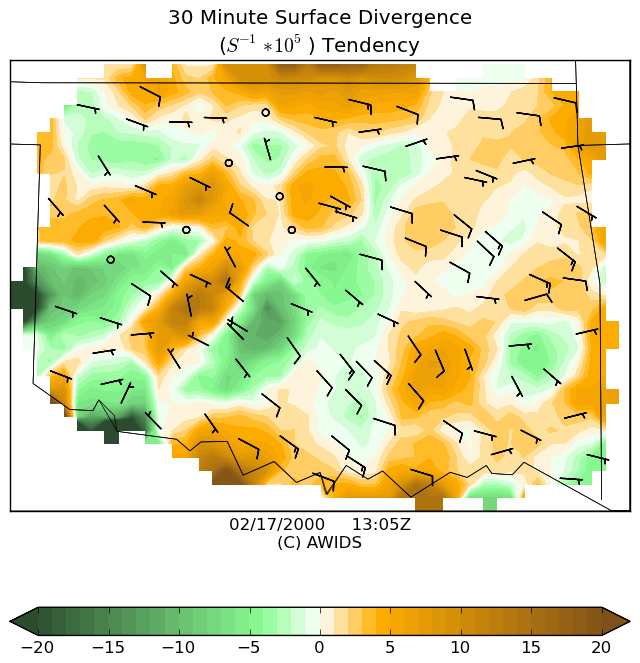 30 Minute Surface Divergence
(S⁻¹ *10⁵ ) Tendency
02/17/2000 13:05Z
(C) AWIDS
−20 −15 −10 −5 0 5 10 15 20